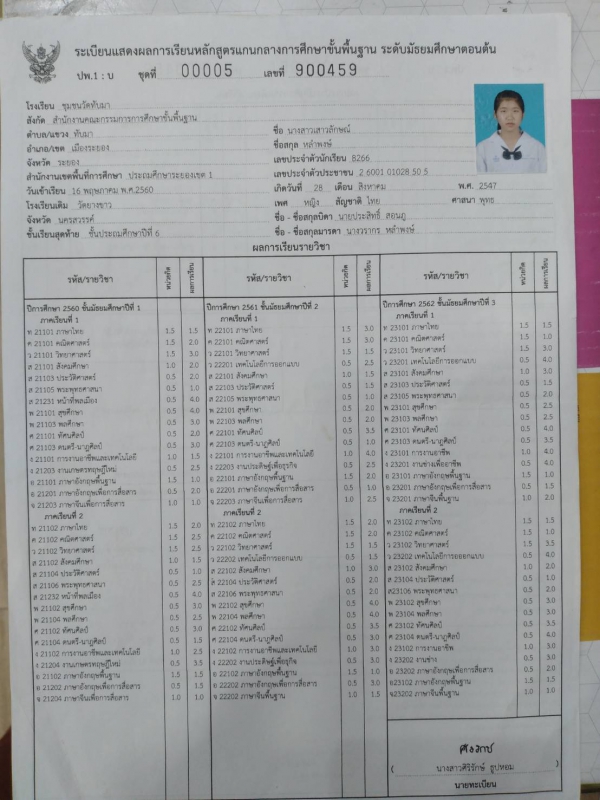 ระเบียนแสดงผลการเรียนหลักสูตรแกนกลางการศึกษาขั้นพื้นฐาน ระดับมัธยมศึกษาตอนต้น
ปพ.1 : บ ชุดที่ 00005 เลขที่ 900459
โรงเรียน ชุมชนวัดทับมา
สังกัด สำนักงานคณะกรรมการการศึกษาขั้นพื้นฐาน
ตำบล/แขวง ทับมา
อำเภอ/เขต เมืองระยอง
จังหวัด ระยอง
สำนักงานเขตพื้นที่การศึกษา ประถมศึกษาระยองเขต 1
วันเข้าเรียน 16 พฤษภาคม พ.ศ.2560
โรงเรียนเดิม วัดยางขาว
จังหวัด นครสวรรค์
ชั้นเรียนสุดท้าย ชั้นประถมศึกษาปีที่ 6
ชื่อ นางสาวเสาวลักษณ์
ชื่อสกุล หลำพงษ์
เลขประจำตัวนักเรียน 8266
เลขประจำตัวประชาชน 2 6001 01028 50 5
เกิดวันที่ 28 เดือน สิงหาคม พ.ศ. 2547
เพศ หญิง สัญชาติ ไทย ศาสนา พุทธ
ชื่อ - ชื่อสกุลบิดา นายประสิทธิ์ สอนภู
ชื่อ - ชื่อสกุลมารดา นางวรากร หลำพงษ์
ผลการเรียนรายวิชา
รหัส/รายวิชา หน่วยกิต ผลการเรียน
ปีการศึกษา 2560 ชั้นมัธยมศึกษาปีที่ 1
ภาคเรียนที่ 1
ท 21101 ภาษาไทย 1.5 1.5
ค 21101 คณิตศาสตร์ 1.5 2.0
ว 21101 วิทยาศาสตร์ 1.5 3.0
ส 21101 สังคมศึกษา 1.0 2.0
ส 21103 ประวัติศาสตร์ 0.5 2.0
ส 21105 พระพุทธศาสนา 0.5 1.0
ส 21231 หน้าที่พลเมือง 0.5 4.0
พ 21101 สุขศึกษา 0.5 4.0
พ 21103 พลศึกษา 0.5 2.0
ศ 21101 ทัศนศิลป์ 0.5 2.0
ศ 21103 ดนตรี-นาฏศิลป์ 0.5 3.0
ง 21101 การงานอาชีพและเทคโนโลยี 1.0 1.5
ง 21203 งานเกษตรทฤษฎีใหม่ 0.5 2.5
อ 21101 ภาษาอังกฤษพื้นฐาน 1.5 1.0
อ 21201 ภาษาอังกฤษเพื่อการสื่อสาร 0.5 2.0
จ 21203 ภาษาจีนเพื่อการสื่อสาร 1.0 1.0
ภาคเรียนที่ 2
ท 21102 ภาษาไทย 1.5 2.0
ค 21102 คณิตศาสตร์ 1.5 2.5
ว 21102 วิทยาศาสตร์ 1.5 2.5
ส 21102 สังคมศึกษา 1.0 1.5
ส 21104 ประวัติศาสตร์ 0.5 1.0
ส 21106 พระพุทธศาสนา 0.5 2.5
ส 21232 หน้าที่พลเมือง 0.5 2.0
พ 21102 สุขศึกษา 0.5 3.0
พ 21104 พลศึกษา 0.5 2.5
ศ 21102 ทัศนศิลป์ 0.5 3.0
ศ 21104 ดนตรี-นาฏศิลป์ 0.5 1.5
ง 21102 การงานอาชีพและเทคโนโลยี 1.0 2.5
ง 21204 งานเกษตรทฤษฎีใหม่ 0.5 3.5
อ 21102 ภาษาอังกฤษพื้นฐาน 1.5 1.5
อ 21202 ภาษาอังกฤษเพื่อการสื่อสาร 0.5 1.5
จ 21204 ภาษาจีนเพื่อการสื่อสาร 1.0 1.0
รหัส/รายวิชา หน่วยกิต ผลการเรียน
ปีการศึกษา 2561 ชั้นมัธยมศึกษาปีที่ 2
ภาคเรียนที่ 1
ท 22101 ภาษาไทย 1.5 3.0
ค 22101 คณิตศาสตร์ 1.5 2.0
ว 22101 วิทยาศาสตร์ 1.5 1.5
ว 22201 เทคโนโลยีการออกแบบ 0.5 2.5
ส 22101 สังคมศึกษา 1.0 1.5
ส 22103 ประวัติศาสตร์ 0.5 1.5
ส 22105 พระพุทธศาสนา 0.5 1.0
พ 22101 สุขศึกษา 0.5 2.0
พ 22103 พลศึกษา 0.5 2.0
ศ 22101 ทัศนศิลป์ 0.5 3.5
ศ 22103 ดนตรี-นาฏศิลป์ 0.5 1.0
ง 22101 การงานอาชีพและเทคโนโลยี 1.0 4.0
ง 22203 งานประดิษฐ์เพื่อธุรกิจ 0.5 2.5
อ 22101 ภาษาอังกฤษพื้นฐาน 1.5 2.0
อ 22201 ภาษาอังกฤษเพื่อการสื่อสาร 0.5 1.0
จ 22203 ภาษาจีนเพื่อการสื่อสาร 1.0 2.5
ภาคเรียนที่ 2
ท 22102 ภาษาไทย 1.5 2.0
ค 22102 คณิตศาสตร์ 1.5 2.0
ว 22102 วิทยาศาสตร์ 1.5 2.0
ว 22202 เทคโนโลยีการออกแบบ 0.5 1.5
ส 22102 สังคมศึกษา 1.0 3.0
ส 22104 ประวัติศาสตร์ 0.5 2.0
ส 22106 พระพุทธศาสนา 0.5 2.0
พ 22102 สุขศึกษา 0.5 4.0
พ 22104 พลศึกษา 0.5 4.0
ศ 22102 ทัศนศิลป์ 0.5 3.5
ศ 22104 ดนตรี-นาฏศิลป์ 0.5 2.0
ง 22102 การงานอาชีพและเทคโนโลยี 1.0 3.0
ง 22202 งานประดิษฐ์เพื่อธุรกิจ 0.5 3.0
อ 22102 ภาษาอังกฤษพื้นฐาน 1.5 1.5
อ 22202 ภาษาอังกฤษเพื่อการสื่อสาร 0.5 3.0
จ 22202 ภาษาจีนพื้นฐาน 1.0 1.5
รหัส/รายวิชา หน่วยกิต ผลการเรียน
ปีการศึกษา 2562 ชั้นมัธยมศึกษาปีที่ 3
ภาคเรียนที่ 1
ท 23101 ภาษาไทย 1.5 1.5
ค 23101 คณิตศาสตร์ 1.5 1.0
ว 23101 วิทยาศาสตร์ 1.5 3.0
ว 23201 เทคโนโลยีการออกแบบ 0.5 4.0
ส 23101 สังคมศึกษา 1.0 3.0
ส 23103 ประวัติศาสตร์ 0.5 1.5
ส 23105 พระพุทธศาสนา 0.5 2.0
พ 23101 สุขศึกษา 0.5 2.5
พ 23103 พลศึกษา 0.5 2.5
ศ 23101 ทัศนศิลป์ 0.5 4.0
ศ 23103 ดนตรี-นาฏศิลป์ 0.5 3.5
ง 23101 การงานอาชีพ 1.0 4.0
ง 23201 งานช่างเพื่ออาชีพ 0.5 4.0
อ 23101 ภาษาอังกฤษพื้นฐาน 1.5 1.0
อ 23201 ภาษาอังกฤษเพื่อการสื่อสาร 0.5 1.5
จ 23201 ภาษาจีนพื้นฐาน 1.0 2.0
ภาคเรียนที่ 2
ท 23102 ภาษาไทย 1.5 1.5
ค 23102 คณิตศาสตร์ 1.5 1.0
ว 23102 วิทยาศาสตร์ 1.5 3.5
ว 23202 เทคโนโลยีการออกแบบ 0.5 4.0
ส 23102 สังคมศึกษา 1.0 2.0
ส 23104 ประวัติศาสตร์ 0.5 1.0
ส23106 พระพุทธศาสนา 0.5 2.0
พ 23102 สุขศึกษา 0.5 3.0
พ 23104 พลศึกษา 0.5 3.0
ศ 23102 ทัศนศิลป์ 0.5 3.0
ศ 23104 ดนตรี-นาฏศิลป์ 0.5 4.0
ง 23102 การงานอาชีพ 1.0 3.0
ง 23202 งานช่าง 0.5 3.0
อ 23202 ภาษาอังกฤษเพื่อการสื่อสาร 0.5 2.0
อ23102 ภาษาอังกฤษพื้นฐาน 1.5 1.5
จ23202 ภาษาจีนพื้นฐาน 1.0 1.0
( นางสาวศิริรักษ์ ธูปหอม )
นายทะเบียน